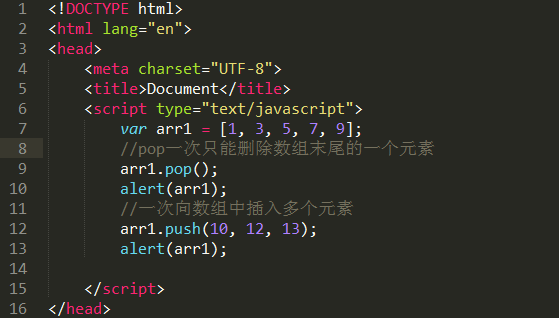 1 <!DOCTYPE html>
2 <html lang="en">
3 <head>
4     <meta charset="UTF-8">
5     <title>Document</title>
6     <script type="text/javascript">
7         var arr1 = [1, 3, 5, 7, 9];
8         //pop一次只能删除数组末尾的一个元素
9         arr1.pop();
10         alert(arr1);
11         //一次向数组中插入多个元素
12         arr1.push(10, 12, 13);
13         alert(arr1);
14
15     </script>
16 </head>